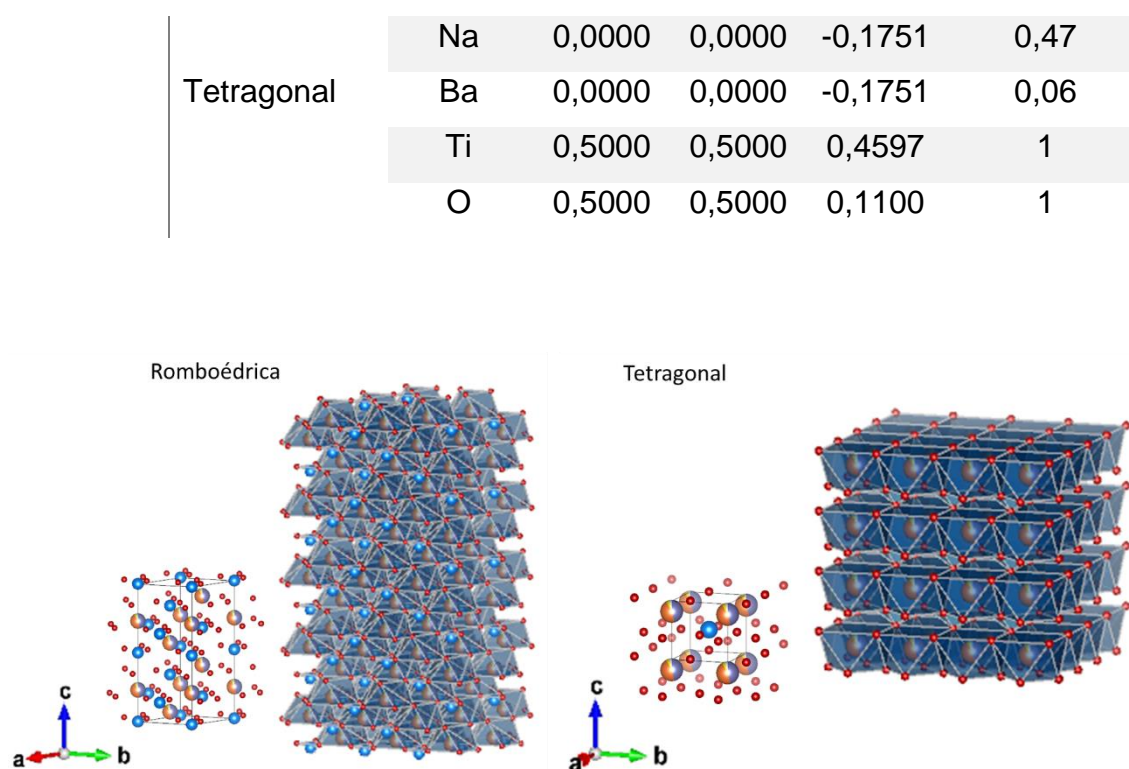 Na 0,0000 0,0000 -0,1751 0,47
Tetragonal Ba 0,0000 0,0000 -0,1751 0,06
Ti 0,5000 0,5000 0,4597 1
O 0,5000 0,5000 0,1100 1
Romboédrica Tetragonal
c c
a b a b